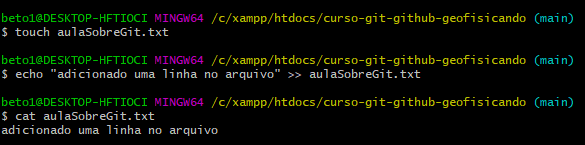 beto1@DESKTOP-HFTIOCI MINGW64 /c/xampp/htdocs/curso-git-github-geofisicando (main)
$ touch aulaSobreGit.txt
beto1@DESKTOP-HFTIOCI MINGW64 /c/xampp/htdocs/curso-git-github-geofisicando (main)
$ echo "adicionado uma linha no arquivo" >> aulaSobreGit.txt
beto1@DESKTOP-HFTIOCI MINGW64 /c/xampp/htdocs/curso-git-github-geofisicando (main)
$ cat aulaSobreGit.txt
adicionado uma linha no arquivo